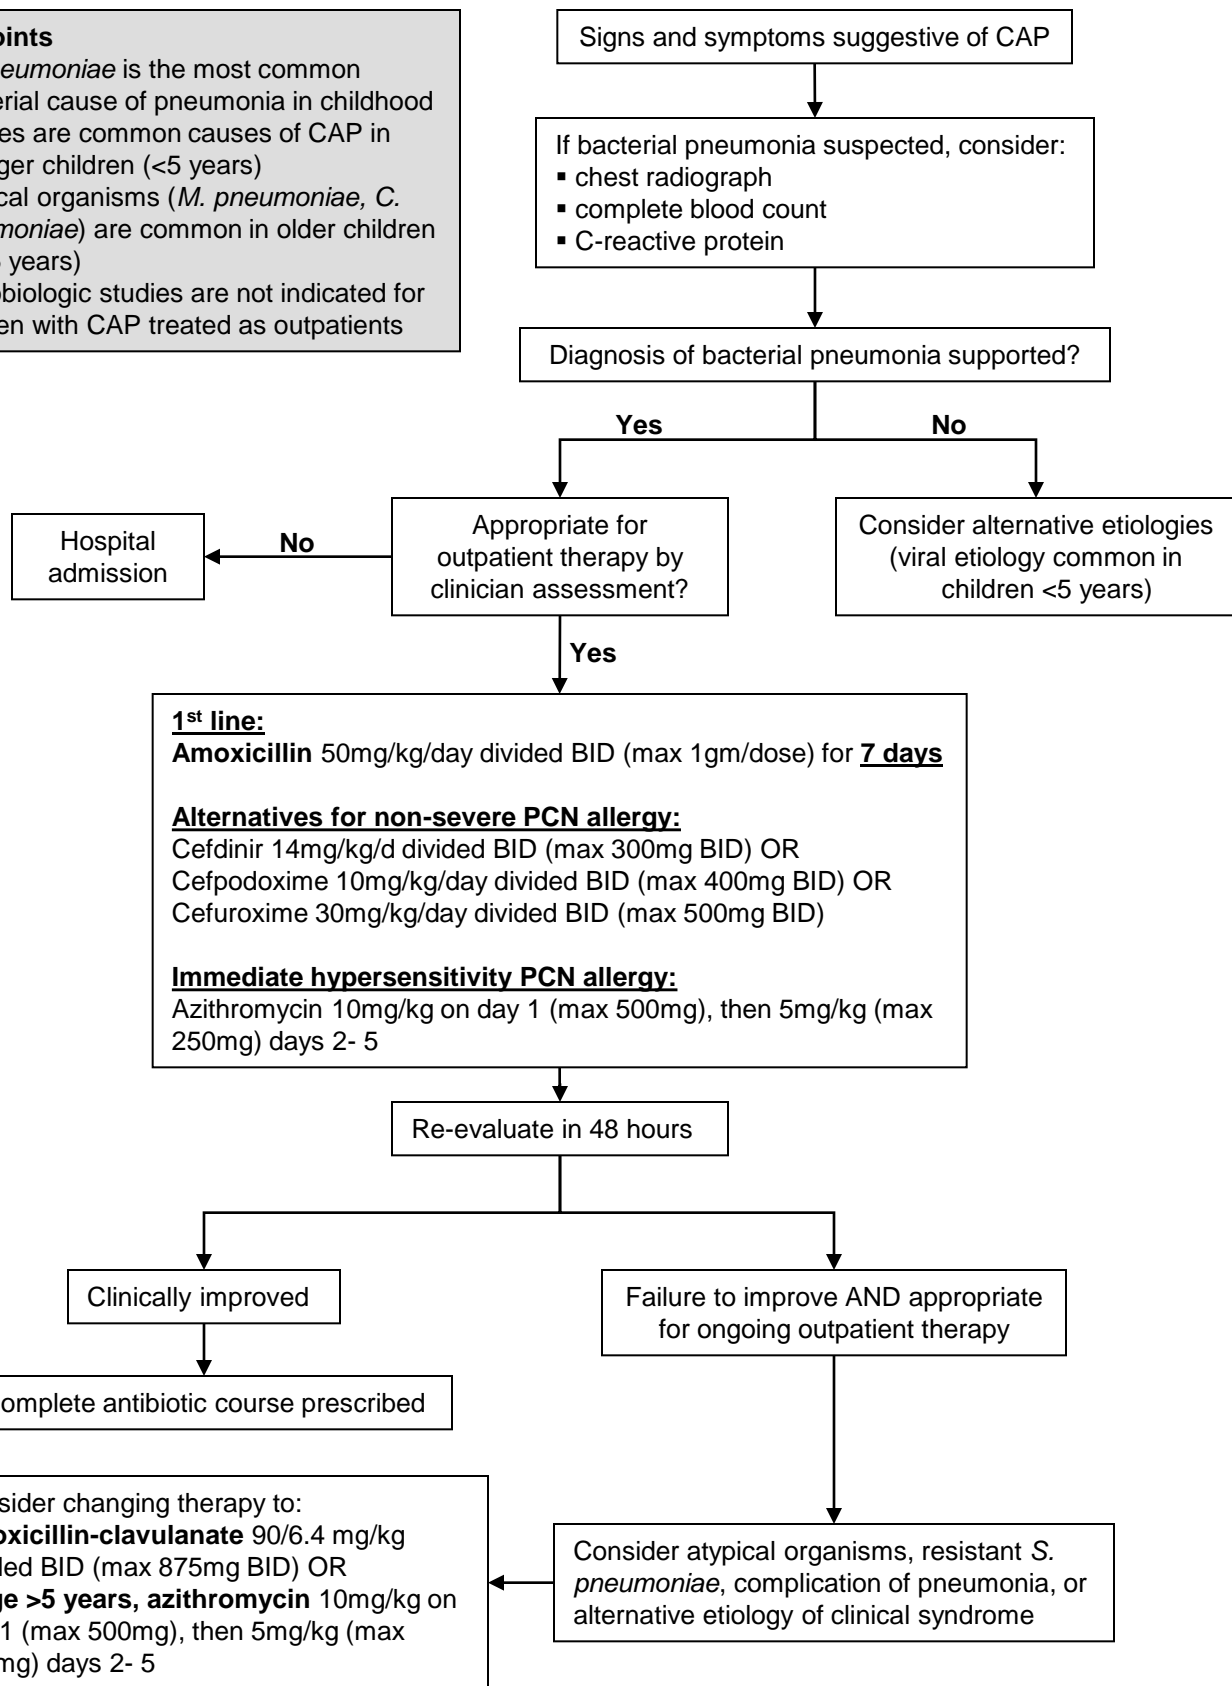 oints
eumoniae is the most common
erial cause of pneumonia in childhood
es are common causes of CAP in
ger children (<5 years)
cal organisms (M. pneumoniae, C.
moniae) are common in older children
years)
obiologic studies are not indicated for
en with CAP treated as outpatients
Signs and symptoms suggestive of CAP
If bacterial pneumonia suspected, consider:
▪ chest radiograph
▪ complete blood count
▪ C-reactive protein
Diagnosis of bacterial pneumonia supported?
Yes
No
Hospital
admission
No
Appropriate for
outpatient therapy by
clinician assessment?
Consider alternative etiologies
(viral etiology common in
children <5 years)
Yes
1st line:
Amoxicillin 50mg/kg/day divided BID (max 1gm/dose) for 7 days
Alternatives for non-severe PCN allergy:
Cefdinir 14mg/kg/d divided BID (max 300mg BID) OR
Cefpodoxime 10mg/kg/day divided BID (max 400mg BID) OR
Cefuroxime 30mg/kg/day divided BID (max 500mg BID)
Immediate hypersensitivity PCN allergy:
Azithromycin 10mg/kg on day 1 (max 500mg), then 5mg/kg (max
250mg) days 2- 5
Re-evaluate in 48 hours
Clinically improved
Failure to improve AND appropriate
for ongoing outpatient therapy
omplete antibiotic course prescribed
sider changing therapy to:
oxicillin-clavulanate 90/6.4 mg/kg
ed BID (max 875mg BID) OR
ge >5 years, azithromycin 10mg/kg on
1 (max 500mg), then 5mg/kg (max
mg) days 2- 5
Consider atypical organisms, resistant S.
pneumoniae, complication of pneumonia, or
alternative etiology of clinical syndrome